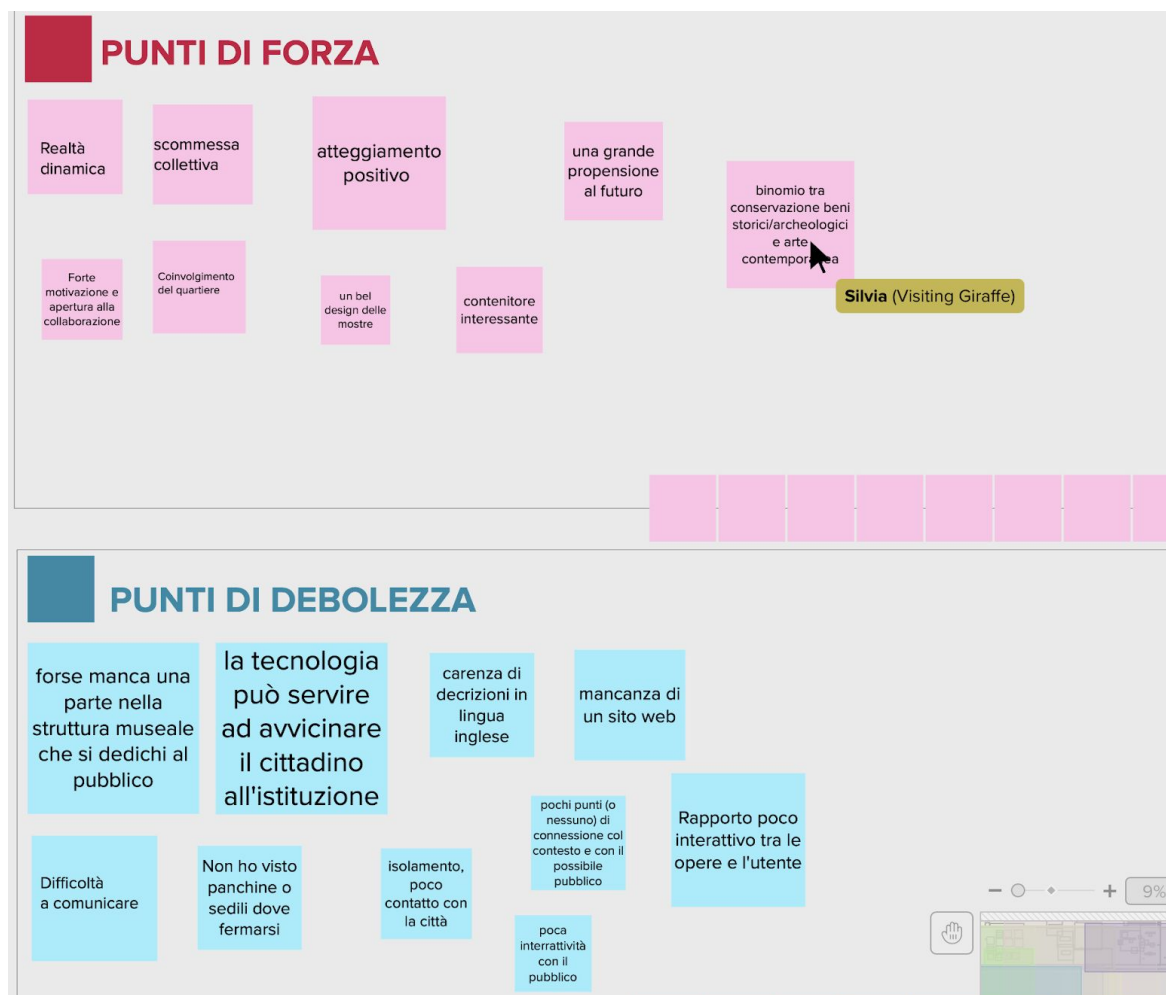 PUNTI DI FORZA
Realtà
dinamica
scommessa
collettiva
atteggiamento
positivo
una grande
propensione
al futuro
binomio tra
conservazione beni
storici/archeologici
e arte
contemporanea
Forte
motivazione e
apertura alla
collaborazione
Coinvolgimento
del quartiere
un bel
design delle
mostre
contenitore
interessante
Silvia (Visiting Giraffe)
PUNTI DI DEBOLEZZA
forse manca una
parte nella
struttura museale
che si dedichi al
pubblico
la tecnologia
può servire
ad avvicinare
il cittadino
all'istituzione
carenza di
decrizioni in
lingua
inglese
mancanza di
un sito web
pochi punti (o
nessuno) di
connessione col
contesto e con il
possibile
pubblico
Rapporto poco
interattivo tra le
opere e l'utente
Difficoltà
a comunicare
Non ho visto
panchine o
sedili dove
fermarsi
isolamento,
poco
contatto con
la città
poca
interrattività
con il
pubblico
9%